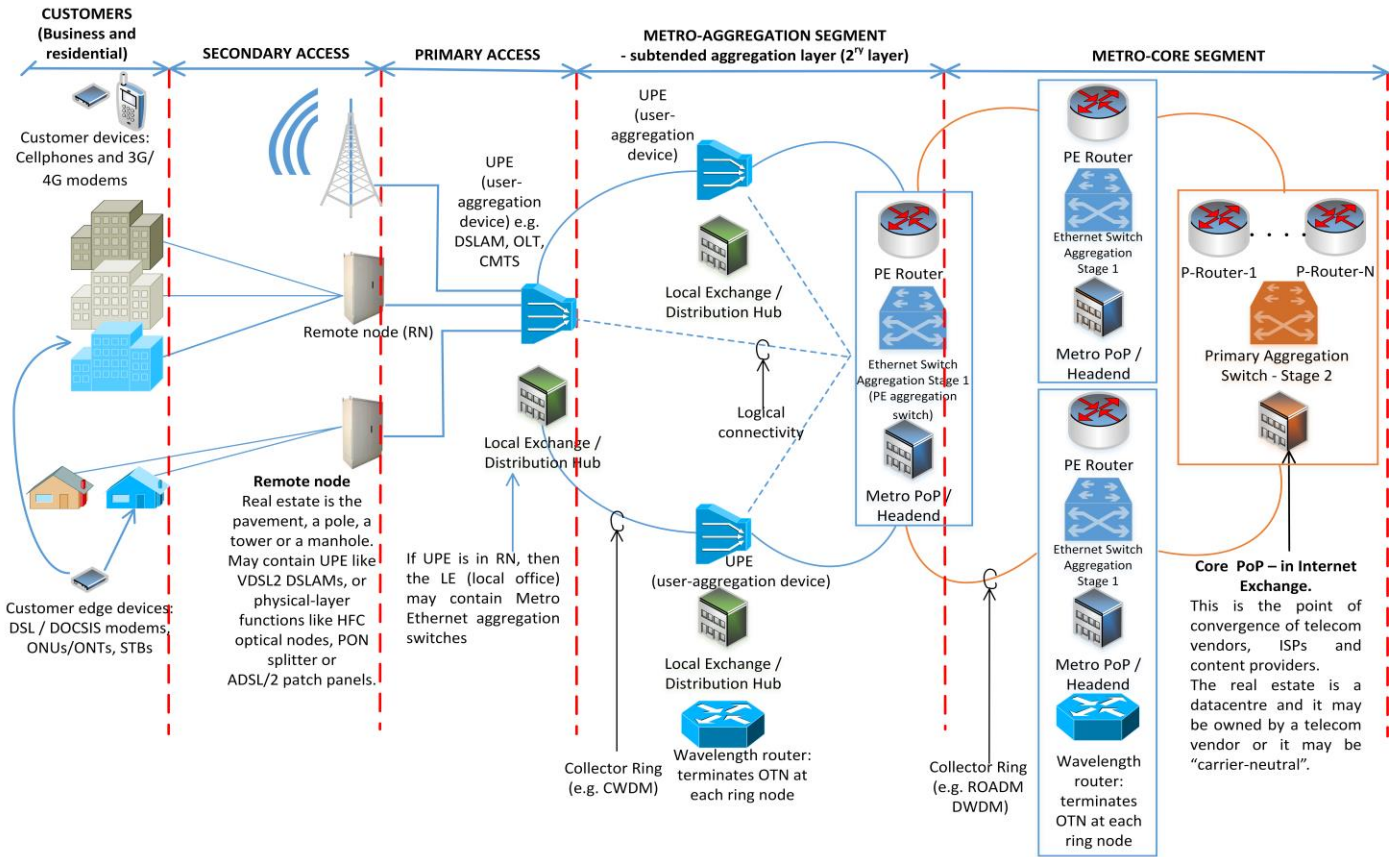 CUSTOMERS
(Business and
residential)
SECONDARY ACCESS
PRIMARY ACCESS
METRO-AGGREGATION SEGMENT
- subtended aggregation layer (2ry layer)
METRO-CORE SEGMENT
Customer devices:
Cellphones and 3G/
4G modems
Customer edge devices:
DSL / DOCSIS modems,
ONUs/ONTs, STBs
Remote node (RN)
Remote node
Real estate is the
pavement, a pole, a
tower or a manhole.
May contain UPE like
VDSL2 DSLAMs, or
physical-layer
functions like HFC
optical nodes, PON
splitter or
ADSL/2 patch panels.
UPE
(user-
aggregation
device) e.g.
DSLAM, OLT,
CMTS
Local Exchange /
Distribution Hub
If UPE is in RN, then
the LE (local office)
may contain Metro
Ethernet aggregation
switches
UPE
(user-
aggregation
device)
Local Exchange /
Distribution Hub
Logical
connectivity
UPE
(user-aggregation device)
Local Exchange /
Distribution Hub
Wavelength router:
terminates OTN at
each ring node
Collector Ring
(e.g. CWDM)
PE Router
Ethernet Switch
Aggregation Stage 1
(PE aggregation
switch)
Metro PoP /
Headend
Collector Ring
(e.g. ROADM
DWDM)
PE Router
Ethernet Switch
Aggregation
Stage 1
Metro PoP /
Headend
PE Router
Ethernet Switch
Aggregation
Stage 1
Metro PoP /
Headend
Wavelength
router:
terminates
OTN at each
ring node
P-Router-1
P-Router-N
Primary Aggregation
Switch - Stage 2
Core PoP – in Internet
Exchange.
This is the point of
convergence of telecom
vendors, ISPs and
content providers.
The real estate is a
datacentre and it may
be owned by a telecom
vendor or it may be
“carrier-neutral”.